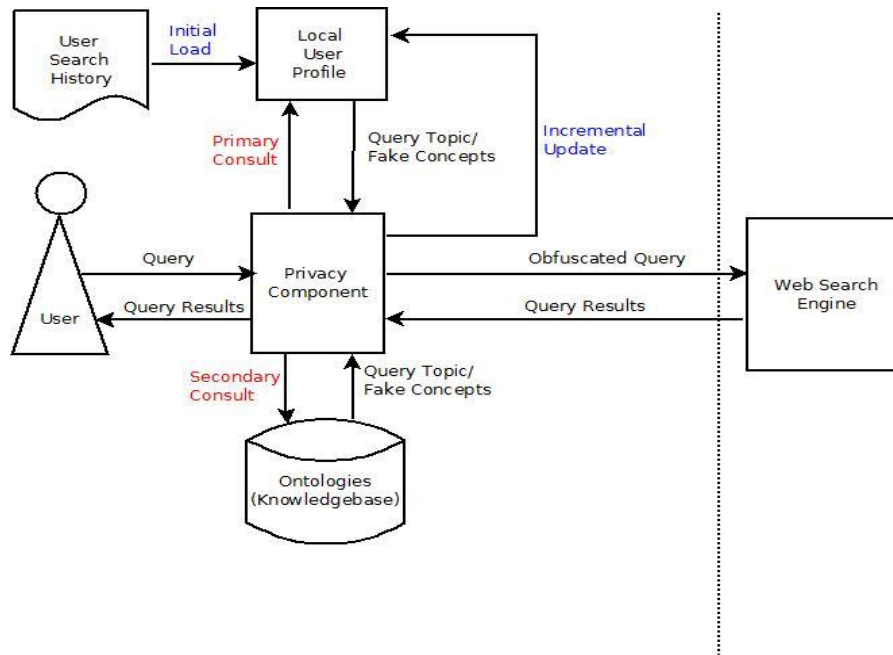 User
Search
History
Initial
Load
Local
User
Profile
Primary
Consult
Query Topic/
Fake Concepts
Incremental
Update
Query
Privacy
Component
Obfuscated Query
Web Search
Engine
User
Query Results
Query Results
Secondary
Consult
Query Topic/
Fake Concepts
Ontologies
(Knowledgebase)